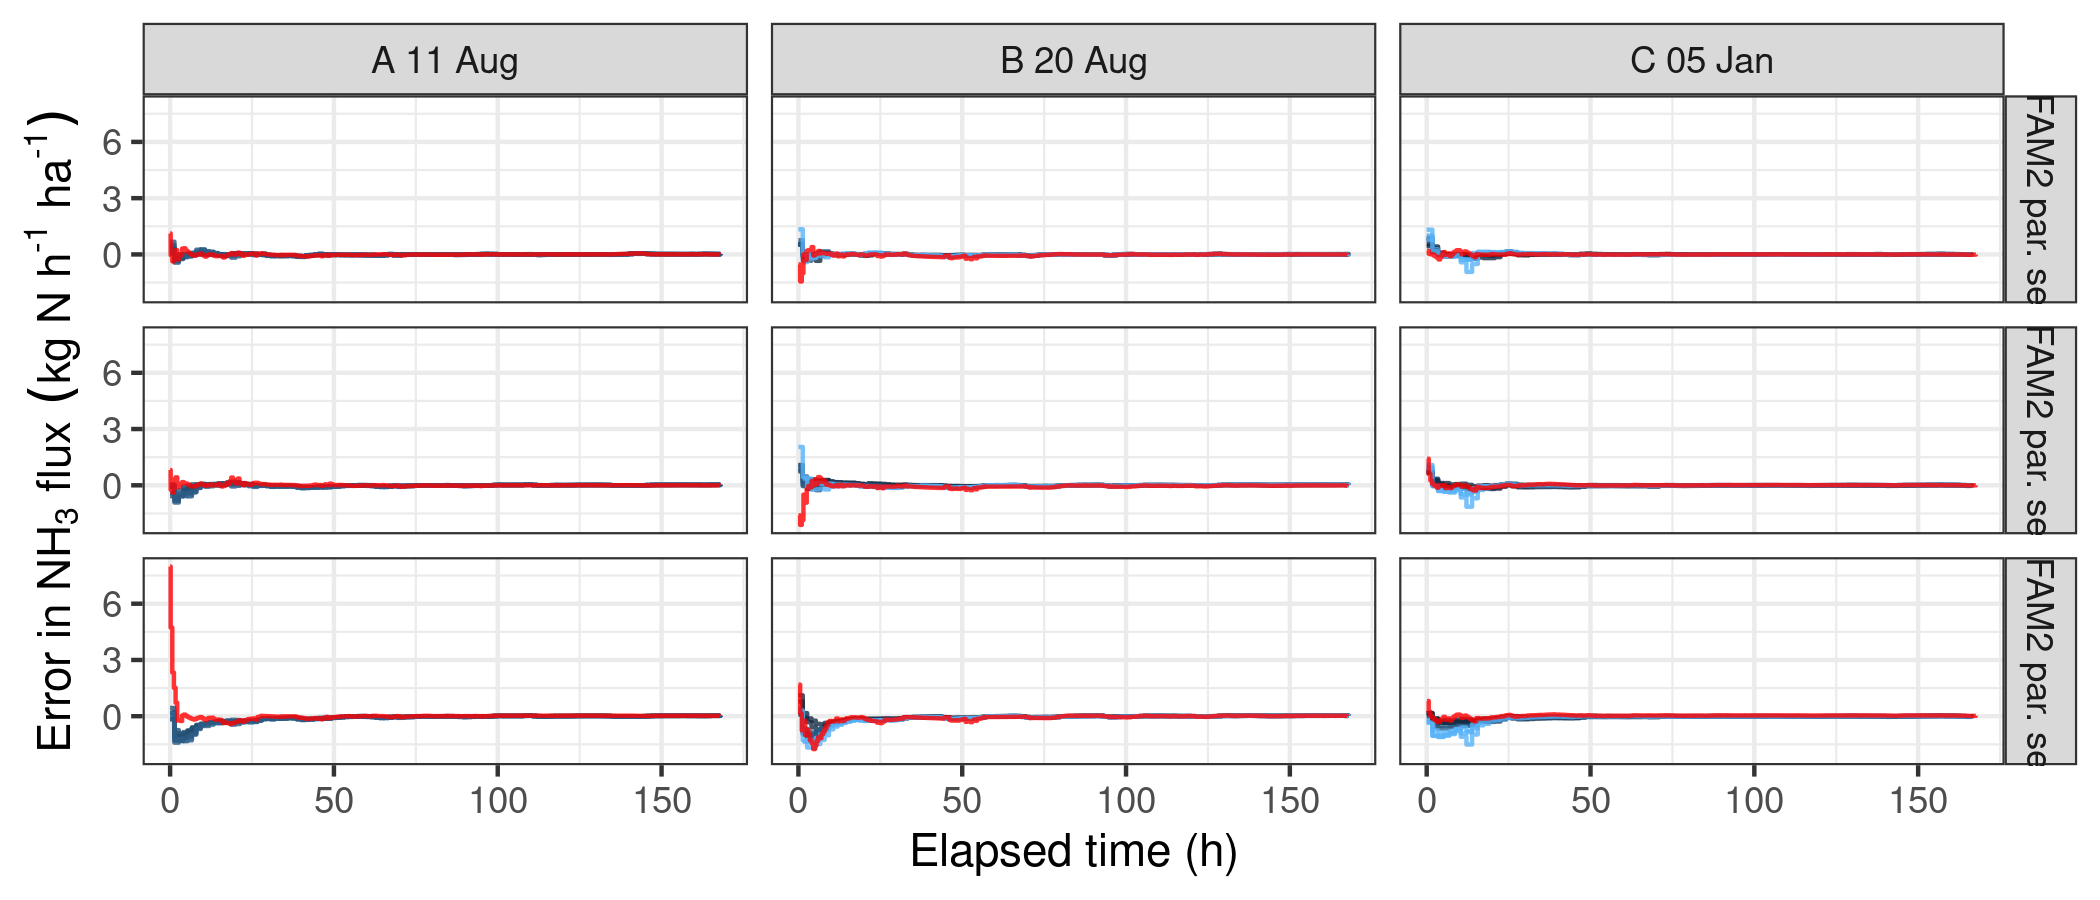 A 11 Aug
B 20 Aug
C 05 Jan
Error in NH3 flux (kg N h-1 ha-1)
6
3
0
FAM2 par. se
6
3
0
FAM2 par. se
6
3
0
FAM2 par. se
0 50 100 150
0 50 100 150
0 50 100 150
Elapsed time (h)